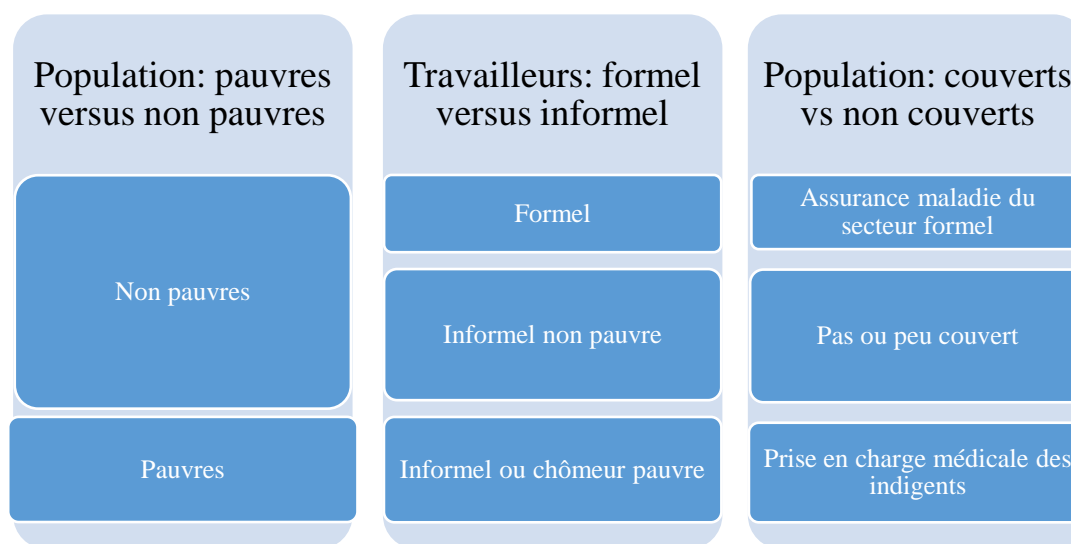 Population: pauvres
versus non pauvres
Non pauvres
Pauvres
Travailleurs: formel
versus informel
Formel
Informel non pauvre
Informel ou chômeur pauvre
Population: couverts
vs non couverts
Assurance maladie du
secteur formel
Pas ou peu couvert
Prise en charge médicale des
indigents